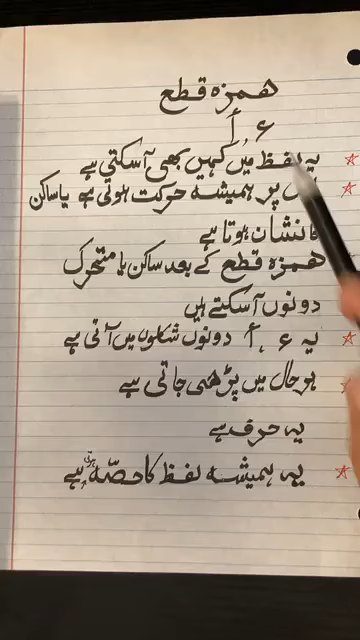 ھمزہ قطع
ء ، أ
یہ لفظ میں کہیں بھی آسکتی ہے
پر ہمیشہ حرکت ہوتی ہے یا ساکن
کا نشان ہوتا ہے
ھمزہ قطع کے بعد ساکن یا متحرک
دونوں آسکتے ہیں
یہ ء ، أ دونوں شکلوں میں آتی ہے
ہر حال میں پڑھی جاتی ہے
یہ حرف ہے
یہ ہمیشہ لفظ کا حصّہ ہوتی ہے